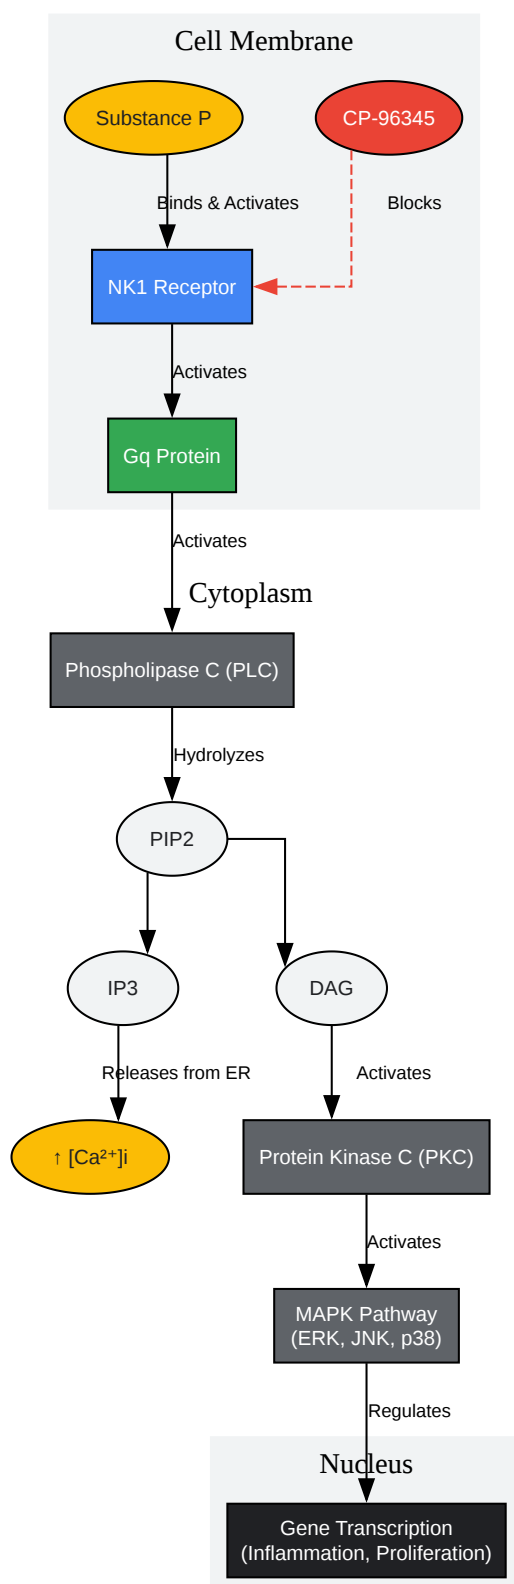 Cell Membrane
Substance P
CP-96345
Binds & Activates
Blocks
NK1 Receptor
Activates
Gq Protein
Activates
Cytoplasm
Phospholipase C (PLC)
Hydrolyzes
PIP2
IP3
DAG
Releases from ER
Activates
↑ [Ca²⁺]i
Protein Kinase C (PKC)
Activates
MAPK Pathway
(ERK, JNK, p38)
Regulates
Nucleus
Gene Transcription
(Inflammation, Proliferation)